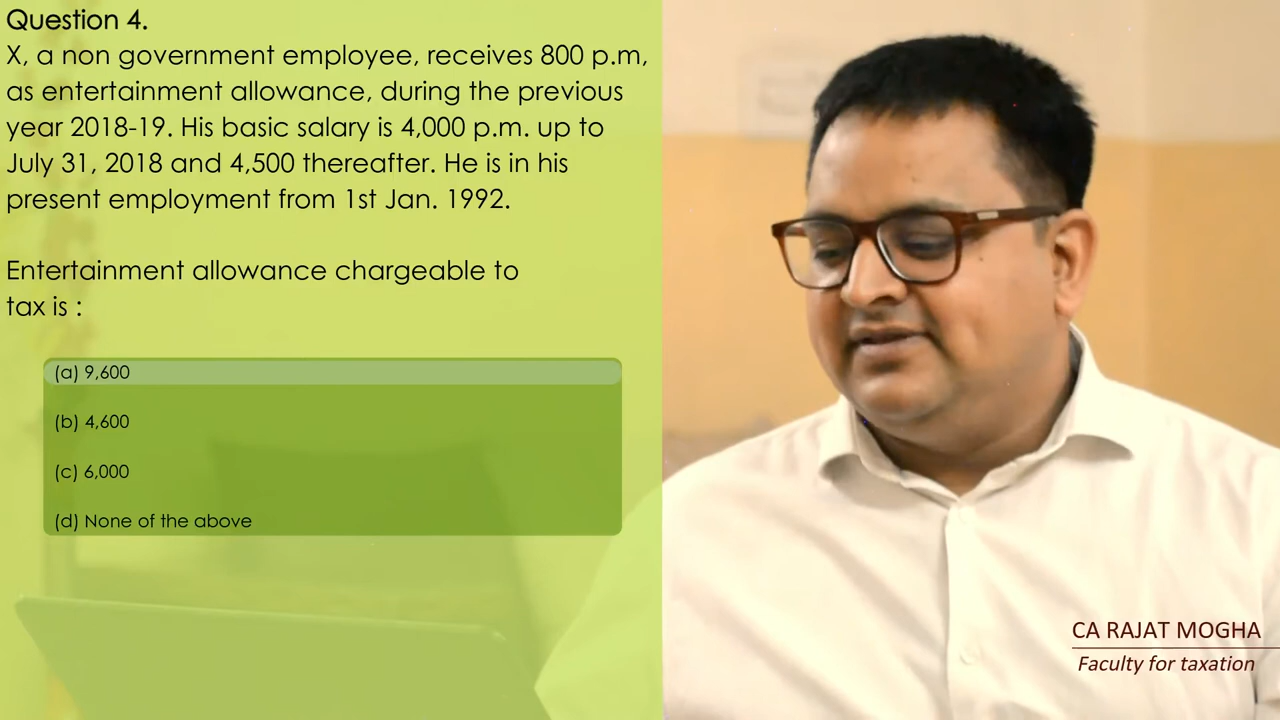 Question 4.
X, a non government employee, receives 800 p.m,
as entertainment allowance, during the previous
year 2018-19. His basic salary is 4,000 p.m. up to
July 31, 2018 and 4,500 thereafter. He is in his
present employment from 1st Jan. 1992.
Entertainment allowance chargeable to
tax is :
(a) 9,600
(b) 4,600
(c) 6,000
(d) None of the above
CA RAJAT MOGHA
Faculty for taxation